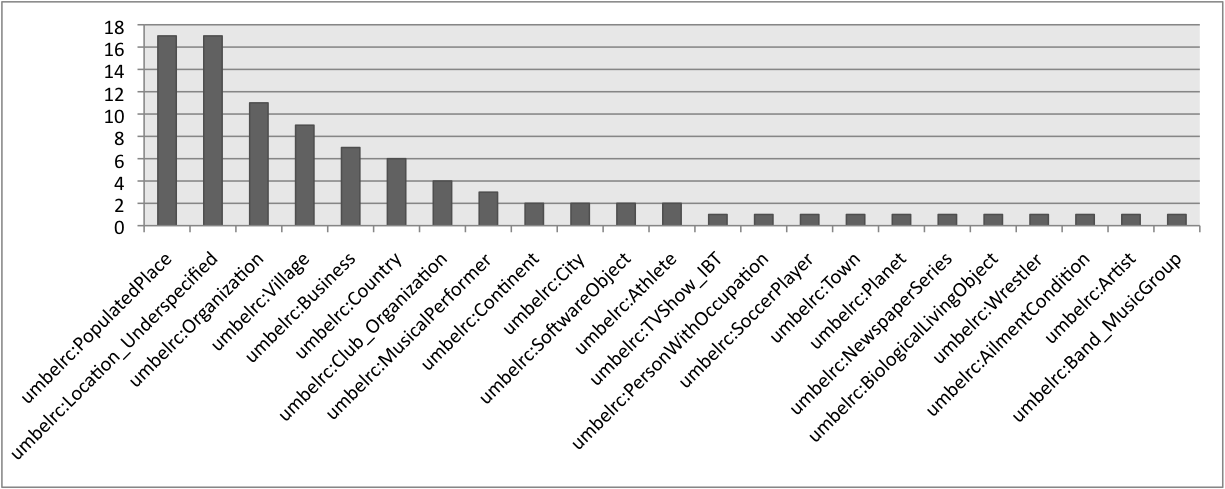 18
16
14
12
10
8
6
4
2
0
umbelrc:PopulatedPlace
umbelrc:Location_Underspecified
umbelrc:Organization
umbelrc:Village
umbelrc:Business
umbelrc:Country
umbelrc:Club_Organization
umbelrc:MusicalPerformer
umbelrc:Continent
umbelrc:City
umbelrc:SoftwareObject
umbelrc:Athlete
umbelrc:TVShow_IBT
umbelrc:PersonWithOccupation
umbelrc:SoccerPlayer
umbelrc:Town
umbelrc:Planet
umbelrc:NewspaperSeries
umbelrc:BiologicalLivingObject
umbelrc:Wrestler
umbelrc:AilmentCondition
umbelrc:Artist
umbelrc:Band_MusicGroup